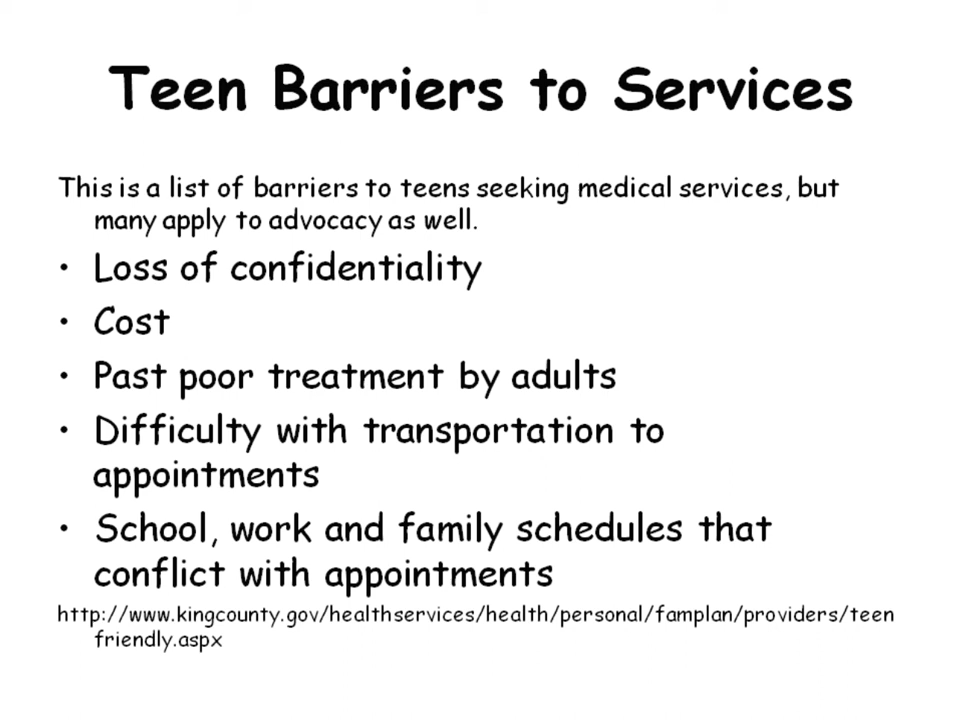 Teen Barriers to Services
This is a list of barriers to teens seeking medical services, but
many apply to advocacy as well.
• Loss of confidentiality
• Cost
• Past poor treatment by adults
• Difficulty with transportation to
appointments
• School, work and family schedules that
conflict with appointments
http://www.kingcounty.gov/healthservices/health/personal/famplan/providers/teen
friendly.aspx